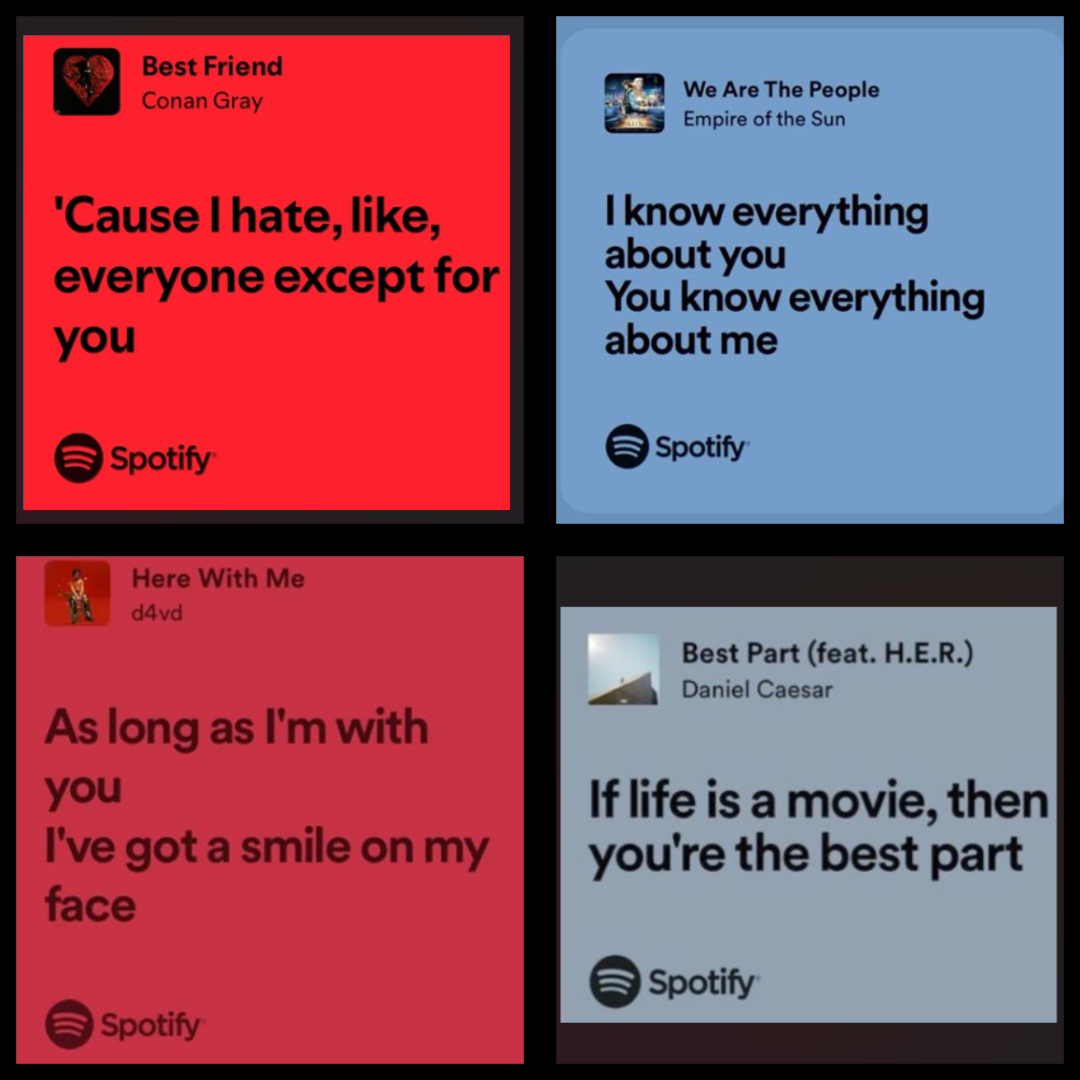 Best Friend
Conan Gray
'Cause I hate, like,
everyone except for
you
Spotify
We Are The People
Empire of the Sun
I know everything
about you
You know everything
about me
Spotify
Here With Me
d4vd
As long as I'm with
you
I've got a smile on my
face
Spotify
Best Part (feat. H.E.R.)
Daniel Caesar
If life is a movie, then
you're the best part
Spotify